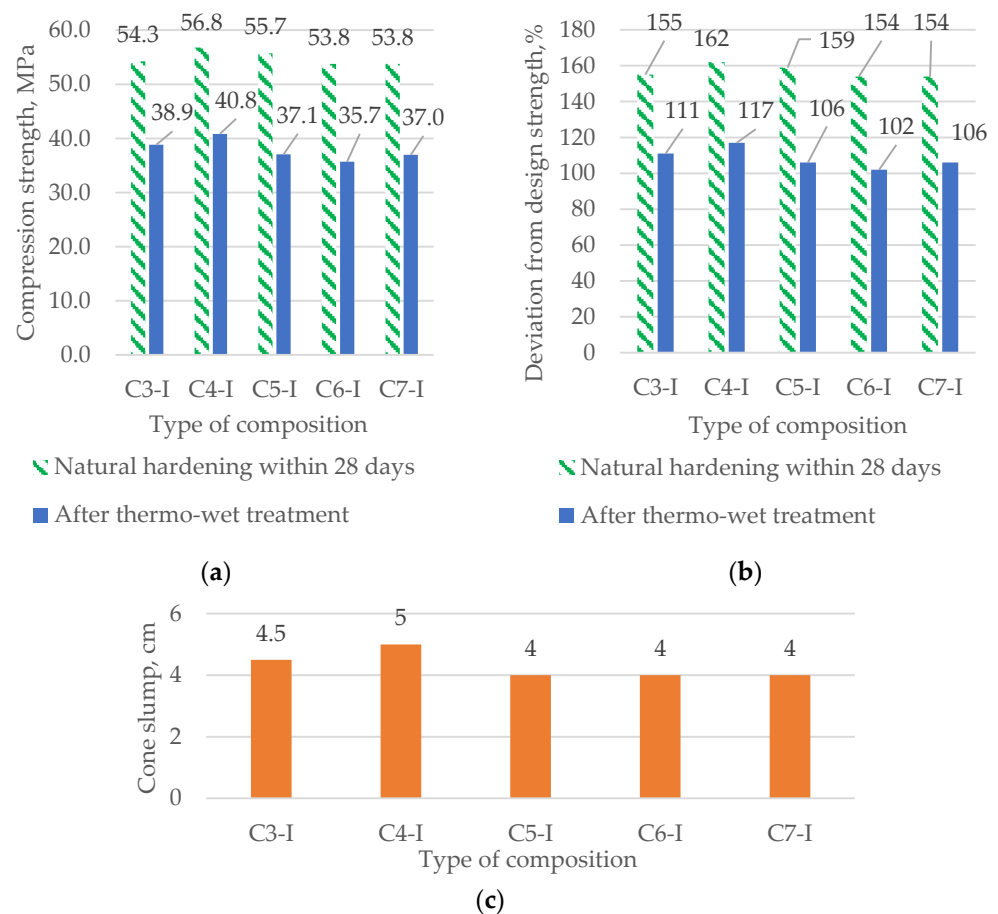 Compression strength, MPa
60.0
50.0
40.0
30.0
20.0
10.0
0.0
54.3
56.8
55.7
53.8
53.8
38.9
40.8
37.1
35.7
37.0
C3-I C4-I C5-I C6-I C7-I
Type of composition
Natural hardening within 28 days
After thermo-wet treatment
(a)
Deviation from design strength,%
180
160
140
120
100
80
60
40
20
0
155
162
159
154
154
111
117
106
102
106
C3-I C4-I C5-I C6-I C7-I
Type of composition
Natural hardening within 28 days
After thermo-wet treatment
(b)
Cone slump, cm
6
4
2
0
4.5
5
4
4
4
C3-I C4-I C5-I C6-I C7-I
Type of composition
(c)